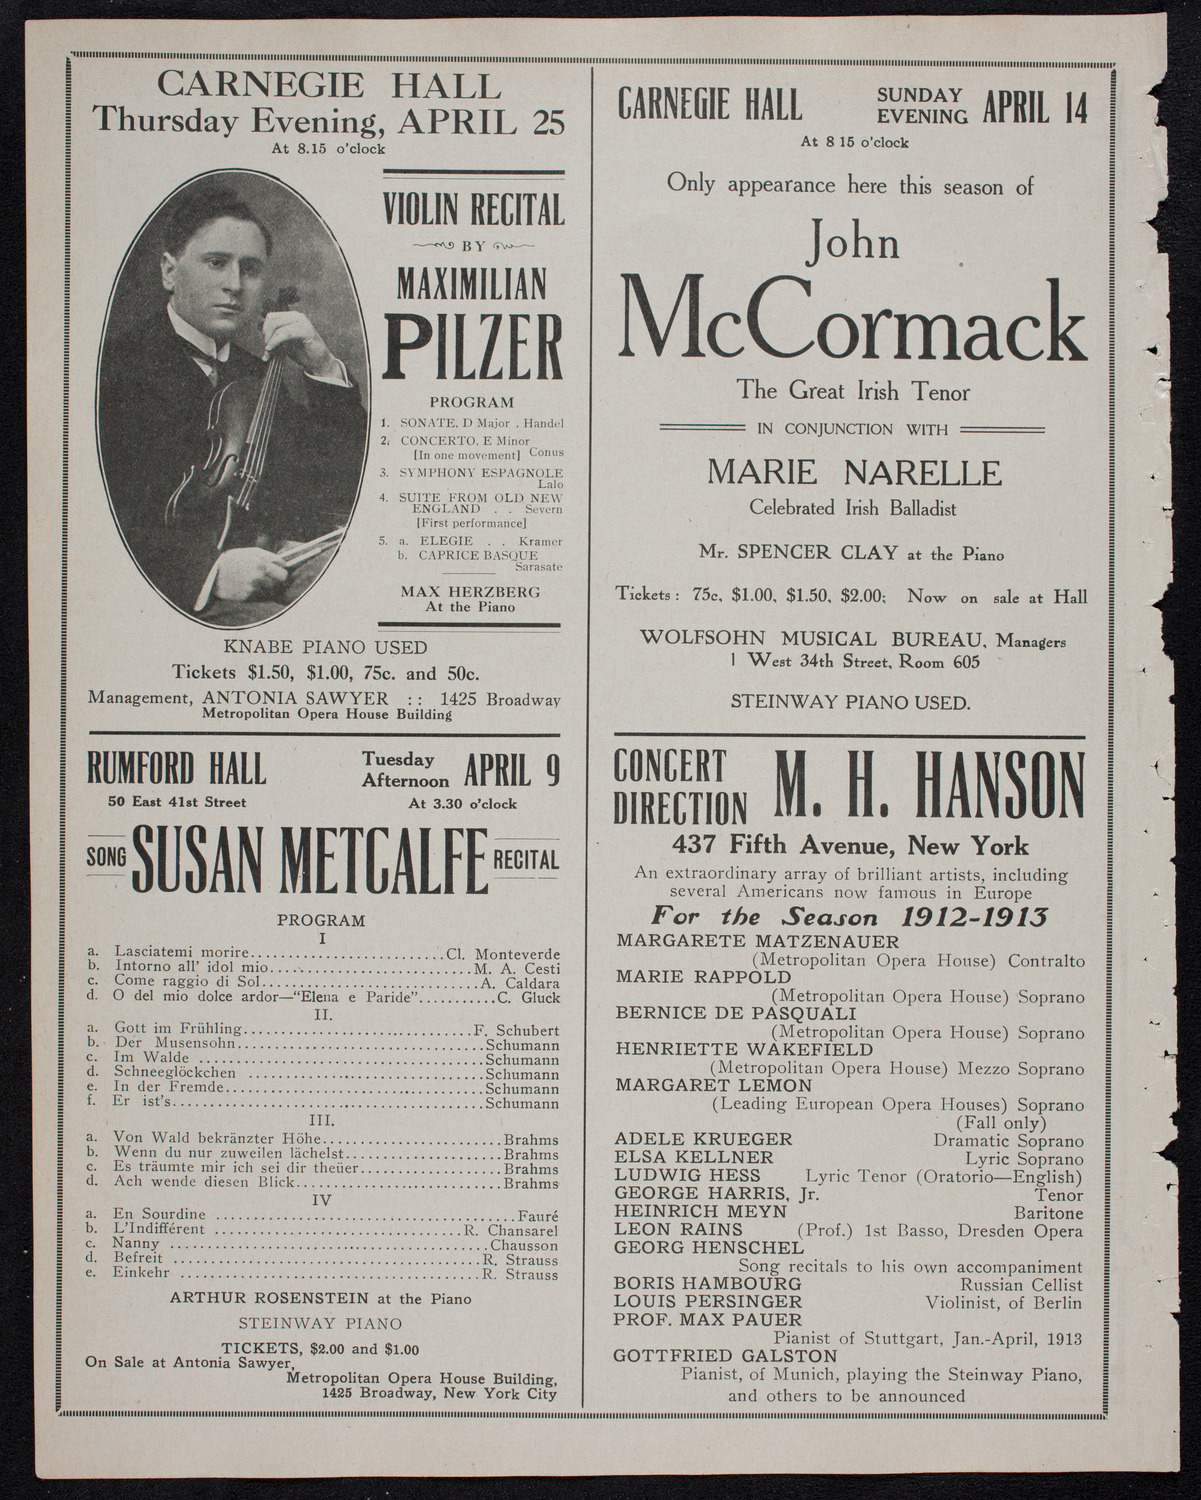 CARNEGIE HALL
Thursday Evening, APRIL 25
At 8.15 o'clock
VIOLIN RECITAL
BY
MAXIMILIAN
PILZER
PROGRAM
1. SONATE, D Major . Handel
2. CONCERTO, E Minor
[In one movement] Conus
3. SYMPHONY ESPAGNOLE
Lalo
4. SUITE FROM OLD NEW
ENGLAND . . Severn
[First performance]
5. a. ELEGIE . . Kramer
b. CAPRICE BASQUE
Sarasate
MAX HERZBERG
At the Piano
KNABE PIANO USED
Tickets $1.50, $1.00, 75c. and 50c.
Management, ANTONIA SAWYER :: 1425 Broadway
Metropolitan Opera House Building
RUMFORD HALL Tuesday Afternoon APRIL 9
50 East 41st Street At 3.30 o'clock
SONG SUSAN METCALFE RECITAL
PROGRAM
I
a. Lasciatemi morire..........Cl. Monteverde
b. Intorno all' idol mio..........M. A. Cesti
c. Come raggio di Sol..........A. Caldara
d. O del mio dolce ardor—"Elena e Paride"..........C. Gluck
II.
a. Gott im Frühling..........F. Schubert
b. Der Musensohn..........Schumann
c. Im Walde ..........Schumann
d. Schneeglöckchen ..........Schumann
e. In der Fremde..........Schumann
f. Er ist's..........Schumann
III.
a. Von Wald bekränzter Höhe..........Brahms
b. Wenn du nur zuweilen lächelst..........Brahms
c. Es träumte mir ich sei dir theüer..........Brahms
d. Ach wende diesen Blick..........Brahms
IV
a. En Sourdine ..........Fauré
b. L'Indifférent ..........R. Chansarel
c. Nanny ..........Chausson
d. Befreit ..........R. Strauss
e. Einkehr ..........R. Strauss
ARTHUR ROSENSTEIN at the Piano
STEINWAY PIANO
TICKETS, $2.00 and $1.00
On Sale at Antonia Sawyer,
Metropolitan Opera House Building,
1425 Broadway, New York City
CARNEGIE HALL SUNDAY EVENING APRIL 14
At 8 15 o'clock
Only appearance here this season of
John
McCormack
The Great Irish Tenor
IN CONJUNCTION WITH
MARIE NARELLE
Celebrated Irish Balladist
Mr. SPENCER CLAY at the Piano
Tickets: 75c, $1.00, $1.50, $2.00; Now on sale at Hall
WOLFSOHN MUSICAL BUREAU, Managers
1 West 34th Street, Room 605
STEINWAY PIANO USED.
CONCERT DIRECTION M. H. HANSON
437 Fifth Avenue, New York
An extraordinary array of brilliant artists, including
several Americans now famous in Europe
For the Season 1912-1913
MARGARETE MATZENAUER
(Metropolitan Opera House) Contralto
MARIE RAPPOLD
(Metropolitan Opera House) Soprano
BERNICE DE PASQUALI
(Metropolitan Opera House) Soprano
HENRIETTE WAKEFIELD
(Metropolitan Opera House) Mezzo Soprano
MARGARET LEMON
(Leading European Opera Houses) Soprano
(Fall only)
ADELE KRUEGER Dramatic Soprano
ELSA KELLNER Lyric Soprano
LUDWIG HESS Lyric Tenor (Oratorio—English)
GEORGE HARRIS, Jr. Tenor
HEINRICH MEYN Baritone
LEON RAINS (Prof.) 1st Basso, Dresden Opera
GEORG HENSCHEL
Song recitals to his own accompaniment
BORIS HAMBOURG Russian Cellist
LOUIS PERSINGER Violinist, of Berlin
PROF. MAX PAUER
Pianist of Stuttgart, Jan.-April, 1913
GOTTFRIED GALSTON
Pianist, of Munich, playing the Steinway Piano,
and others to be announced